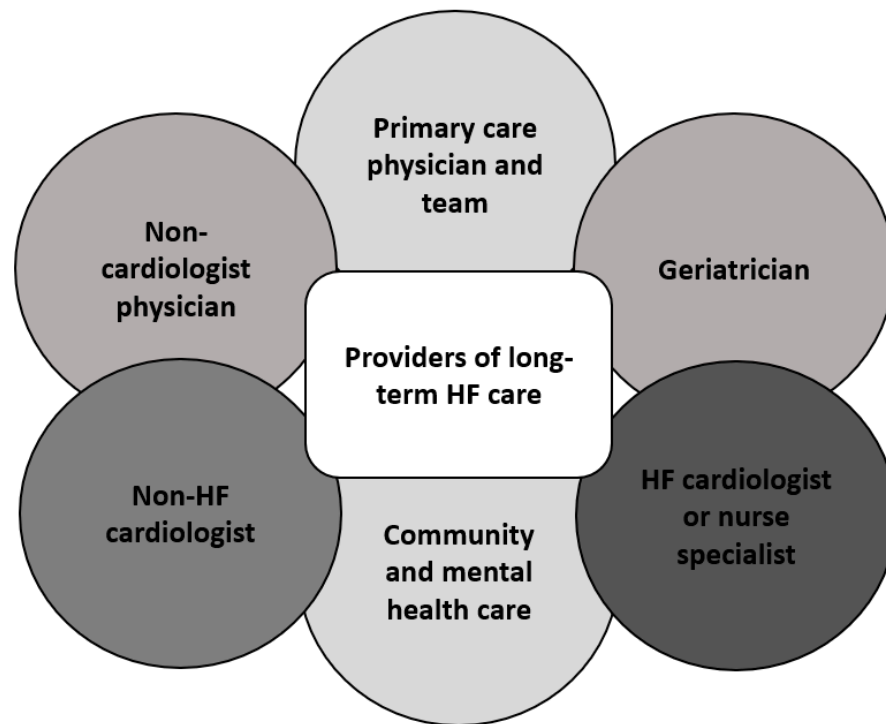 Primary care
physician and
team
Non-
cardiologist
physician
Geriatrician
Providers of long-
term HF care
Non-HF
cardiologist
HF cardiologist
or nurse
specialist
Community
and mental
health care